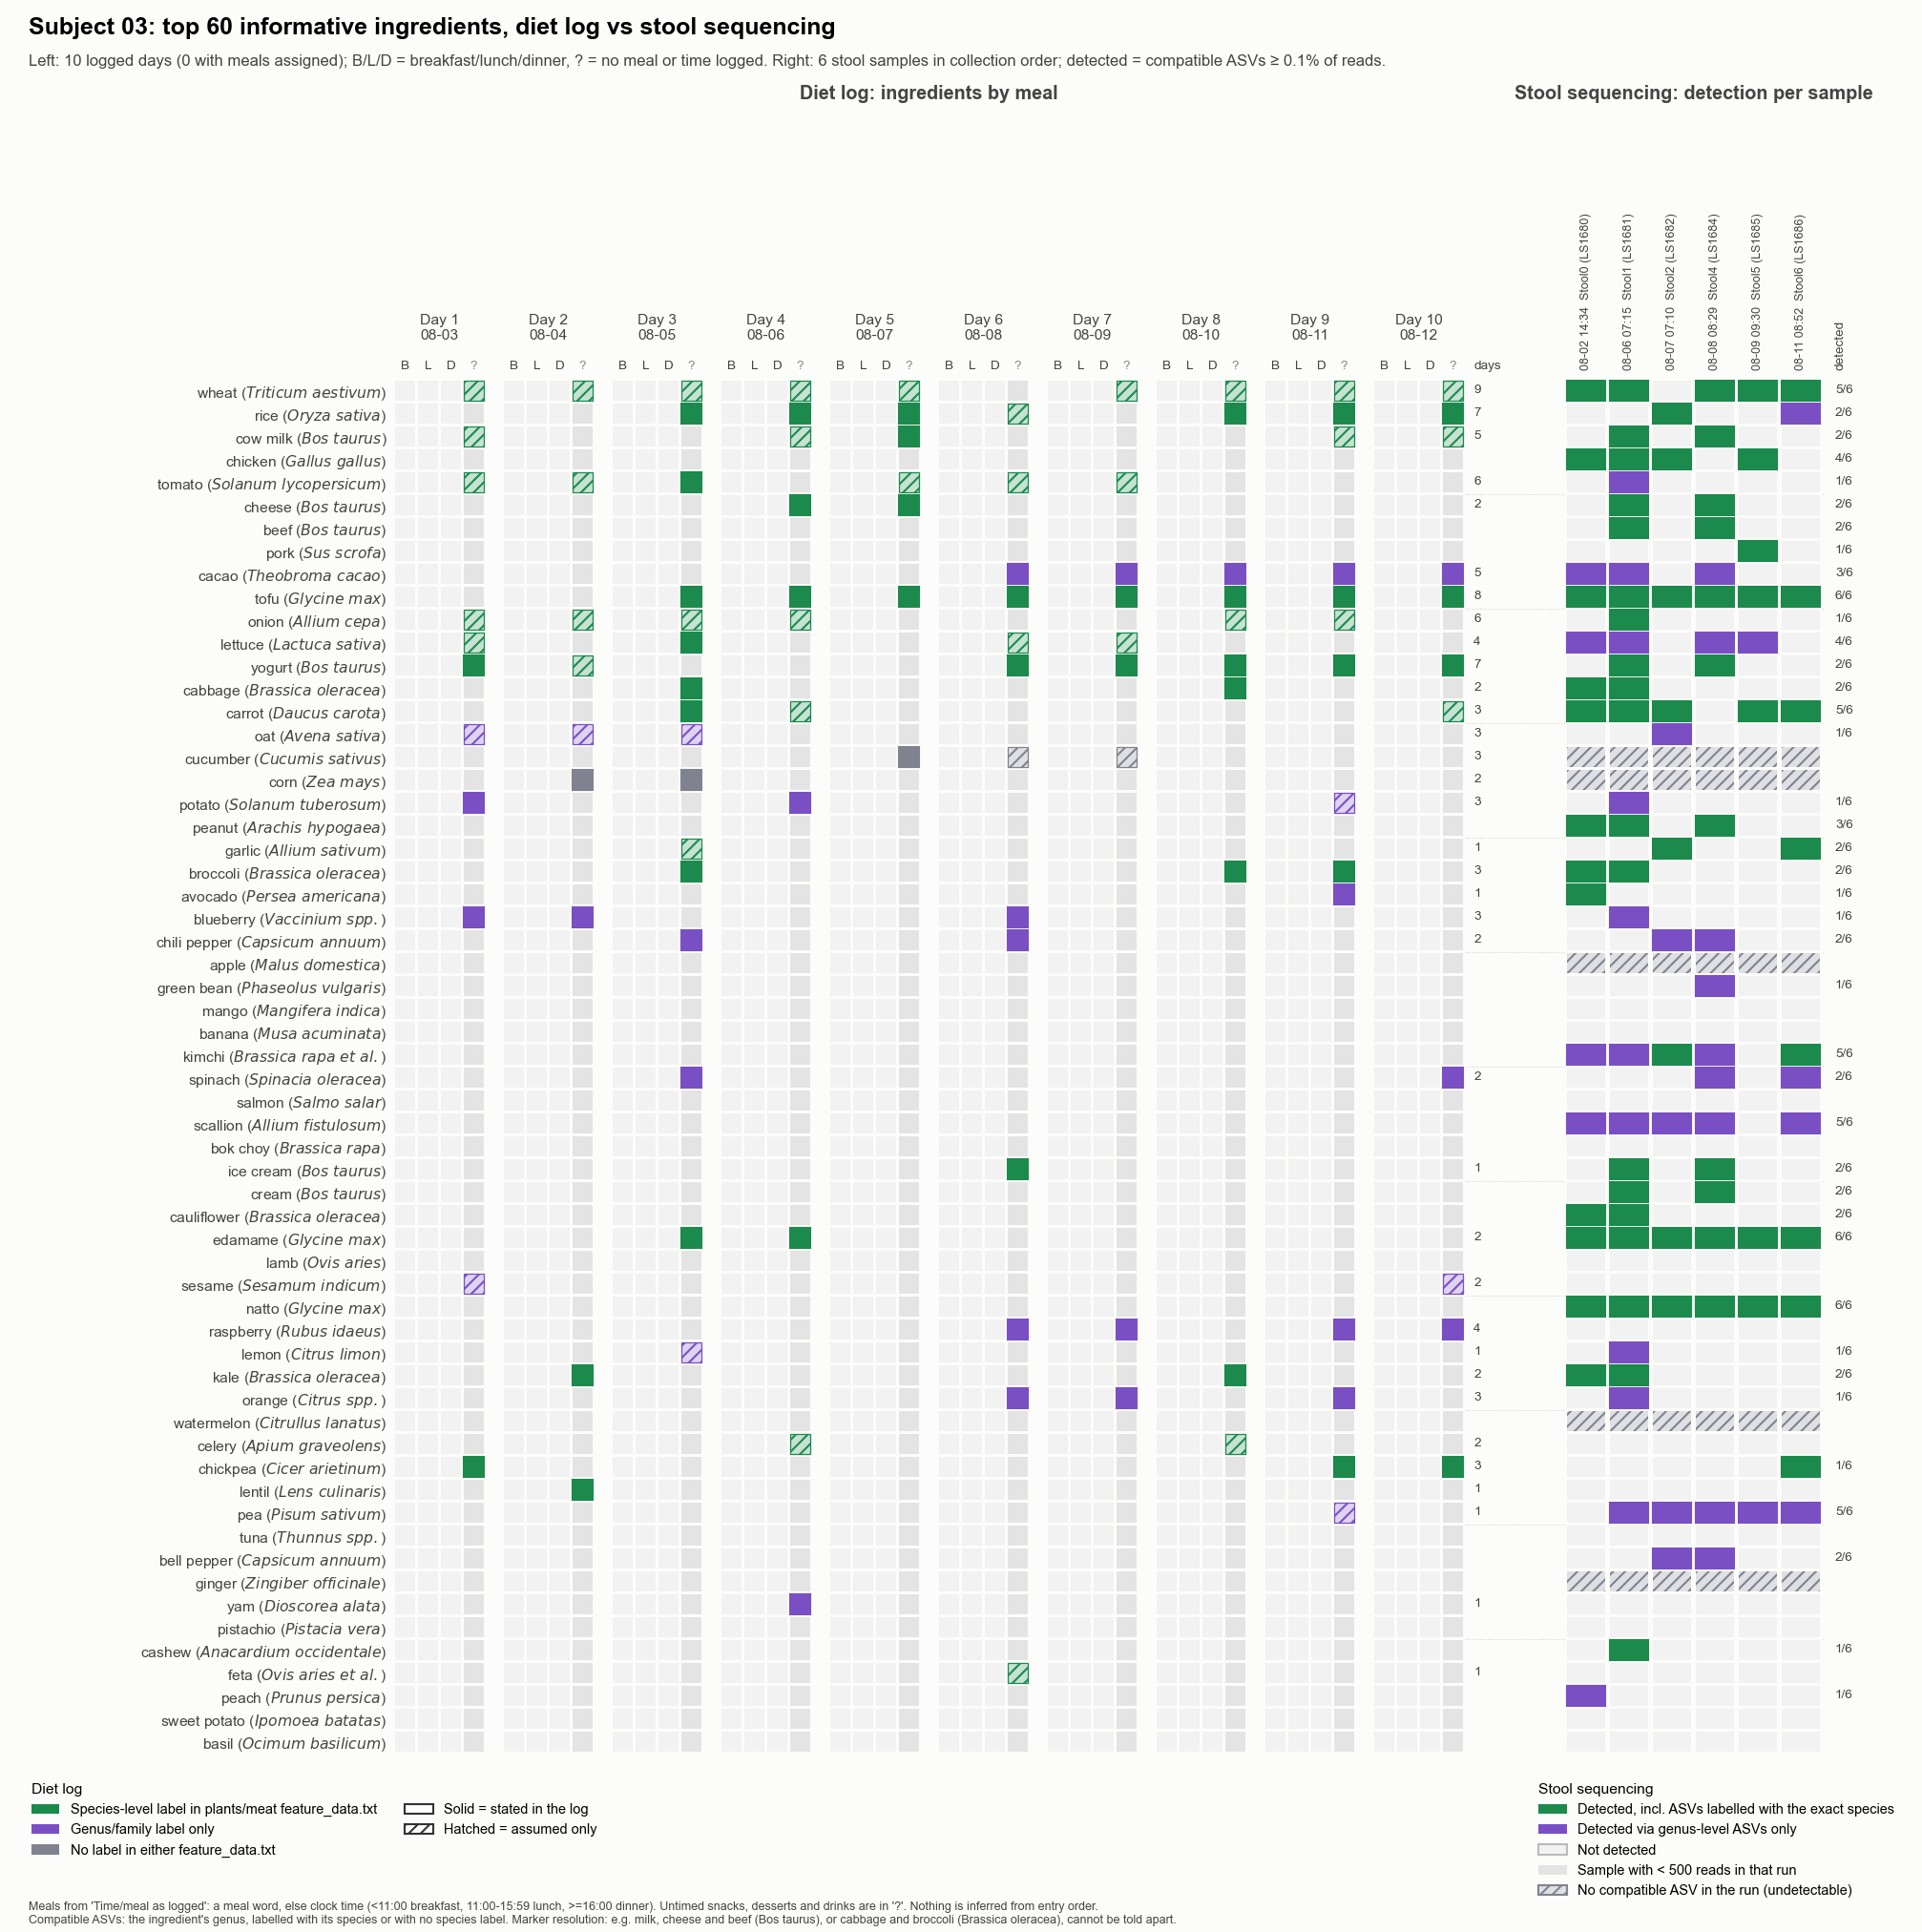 Subject 03: top 60 informative ingredients, diet log vs stool sequencing
Left: 10 logged days (0 with meals assigned); B/L/D = breakfast/lunch/dinner, ? = no meal or time logged. Right: 6 stool samples in collection order; detected = compatible ASVs ≥ 0.1% of reads.
Diet log: ingredients by meal
Stool sequencing: detection per sample
08-02 14:34 Stool0 (LS1680)
08-06 07:15 Stool1 (LS1681)
08-07 07:10 Stool2 (LS1682)
08-08 08:29 Stool4 (LS1684)
08-09 09:30 Stool5 (LS1685)
08-11 08:52 Stool6 (LS1686)
detected
Day 1 Day 2 Day 3 Day 4 Day 5 Day 6 Day 7 Day 8 Day 9 Day 10
08-03 08-04 08-05 08-06 08-07 08-08 08-09 08-10 08-11 08-12
B L D ? B L D ? B L D ? B L D ? B L D ? B L D ? B L D ? B L D ? B L D ? B L D ? days
wheat (Triticum aestivum) 9 5/6
rice (Oryza sativa) 7 2/6
cow milk (Bos taurus) 5 2/6
chicken (Gallus gallus) 4/6
tomato (Solanum lycopersicum) 6 1/6
cheese (Bos taurus) 2 2/6
beef (Bos taurus) 2/6
pork (Sus scrofa) 1/6
cacao (Theobroma cacao) 5 3/6
tofu (Glycine max) 8 6/6
onion (Allium cepa) 6 1/6
lettuce (Lactuca sativa) 4 4/6
yogurt (Bos taurus) 7 2/6
cabbage (Brassica oleracea) 2 2/6
carrot (Daucus carota) 3 5/6
oat (Avena sativa) 3 1/6
cucumber (Cucumis sativus) 3
corn (Zea mays) 2
potato (Solanum tuberosum) 3 1/6
peanut (Arachis hypogaea) 3/6
garlic (Allium sativum) 1 2/6
broccoli (Brassica oleracea) 3 2/6
avocado (Persea americana) 1 1/6
blueberry (Vaccinium spp. ) 3 1/6
chili pepper (Capsicum annuum) 2 2/6
apple (Malus domestica)
green bean (Phaseolus vulgaris) 1/6
mango (Mangifera indica)
banana (Musa acuminata)
kimchi (Brassica rapa et al. ) 5/6
spinach (Spinacia oleracea) 2 2/6
salmon (Salmo salar)
scallion (Allium fistulosum) 5/6
bok choy (Brassica rapa)
ice cream (Bos taurus) 1 2/6
cream (Bos taurus) 2/6
cauliflower (Brassica oleracea) 2/6
edamame (Glycine max) 2 6/6
lamb (Ovis aries)
sesame (Sesamum indicum) 2
natto (Glycine max) 6/6
raspberry (Rubus idaeus) 4
lemon (Citrus limon) 1 1/6
kale (Brassica oleracea) 2 2/6
orange (Citrus spp. ) 3 1/6
watermelon (Citrullus lanatus)
celery (Apium graveolens) 2
chickpea (Cicer arietinum) 3 1/6
lentil (Lens culinaris) 1
pea (Pisum sativum) 1 5/6
tuna (Thunnus spp. )
bell pepper (Capsicum annuum) 2/6
ginger (Zingiber officinale)
yam (Dioscorea alata) 1
pistachio (Pistacia vera)
cashew (Anacardium occidentale) 1/6
feta (Ovis aries et al. ) 1
peach (Prunus persica) 1/6
sweet potato (Ipomoea batatas)
basil (Ocimum basilicum)
Diet log
Species-level label in plants/meat feature_data.txt
Genus/family label only
No label in either feature_data.txt
Solid = stated in the log
Hatched = assumed only
Stool sequencing
Detected, incl. ASVs labelled with the exact species
Detected via genus-level ASVs only
Not detected
Sample with < 500 reads in that run
No compatible ASV in the run (undetectable)
Meals from 'Time/meal as logged': a meal word, else clock time (<11:00 breakfast, 11:00-15:59 lunch, >=16:00 dinner). Untimed snacks, desserts and drinks are in '?'. Nothing is inferred from entry order.
Compatible ASVs: the ingredient's genus, labelled with its species or with no species label. Marker resolution: e.g. milk, cheese and beef (Bos taurus), or cabbage and broccoli (Brassica oleracea), cannot be told apart.